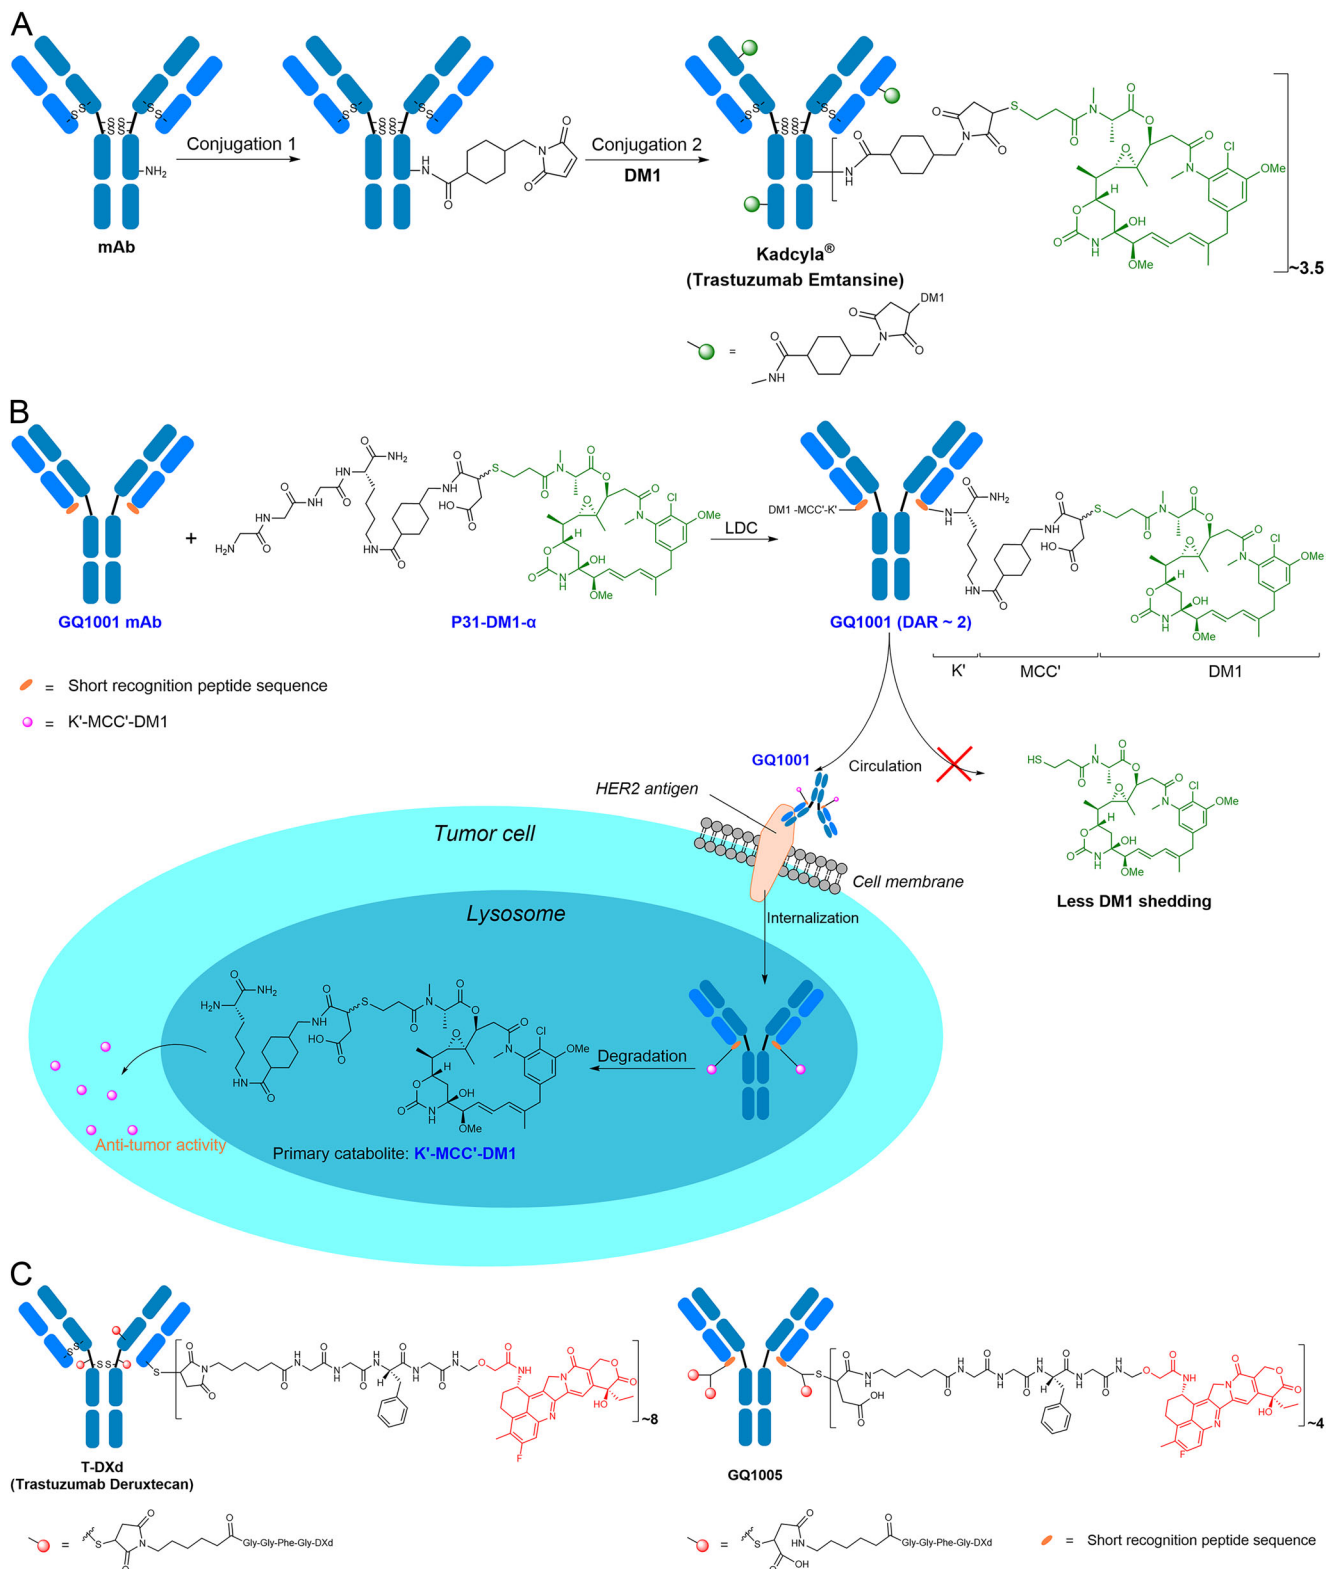 A
Conjugation 1
Conjugation 2
DM1
mAb
Kadcyla®
(Trastuzumab Emtansine)
~3.5
DM1
=
B
GQ1001 mAb
+
P31-DM1-α
LDC
DM1 -MCC'-K'
GQ1001 (DAR ~ 2)
K'
MCC'
DM1
= Short recognition peptide sequence
= K'-MCC'-DM1
GQ1001
Circulation
HER2 antigen
Tumor cell
Cell membrane
Less DM1 shedding
Lysosome
Internalization
Degradation
Anti-tumor activity
Primary catabolite: K'-MCC'-DM1
C
~8
~4
T-DXd
(Trastuzumab Deruxtecan)
GQ1005
= Gly-Gly-Phe-Gly-DXd
= Gly-Gly-Phe-Gly-DXd
= Short recognition peptide sequence